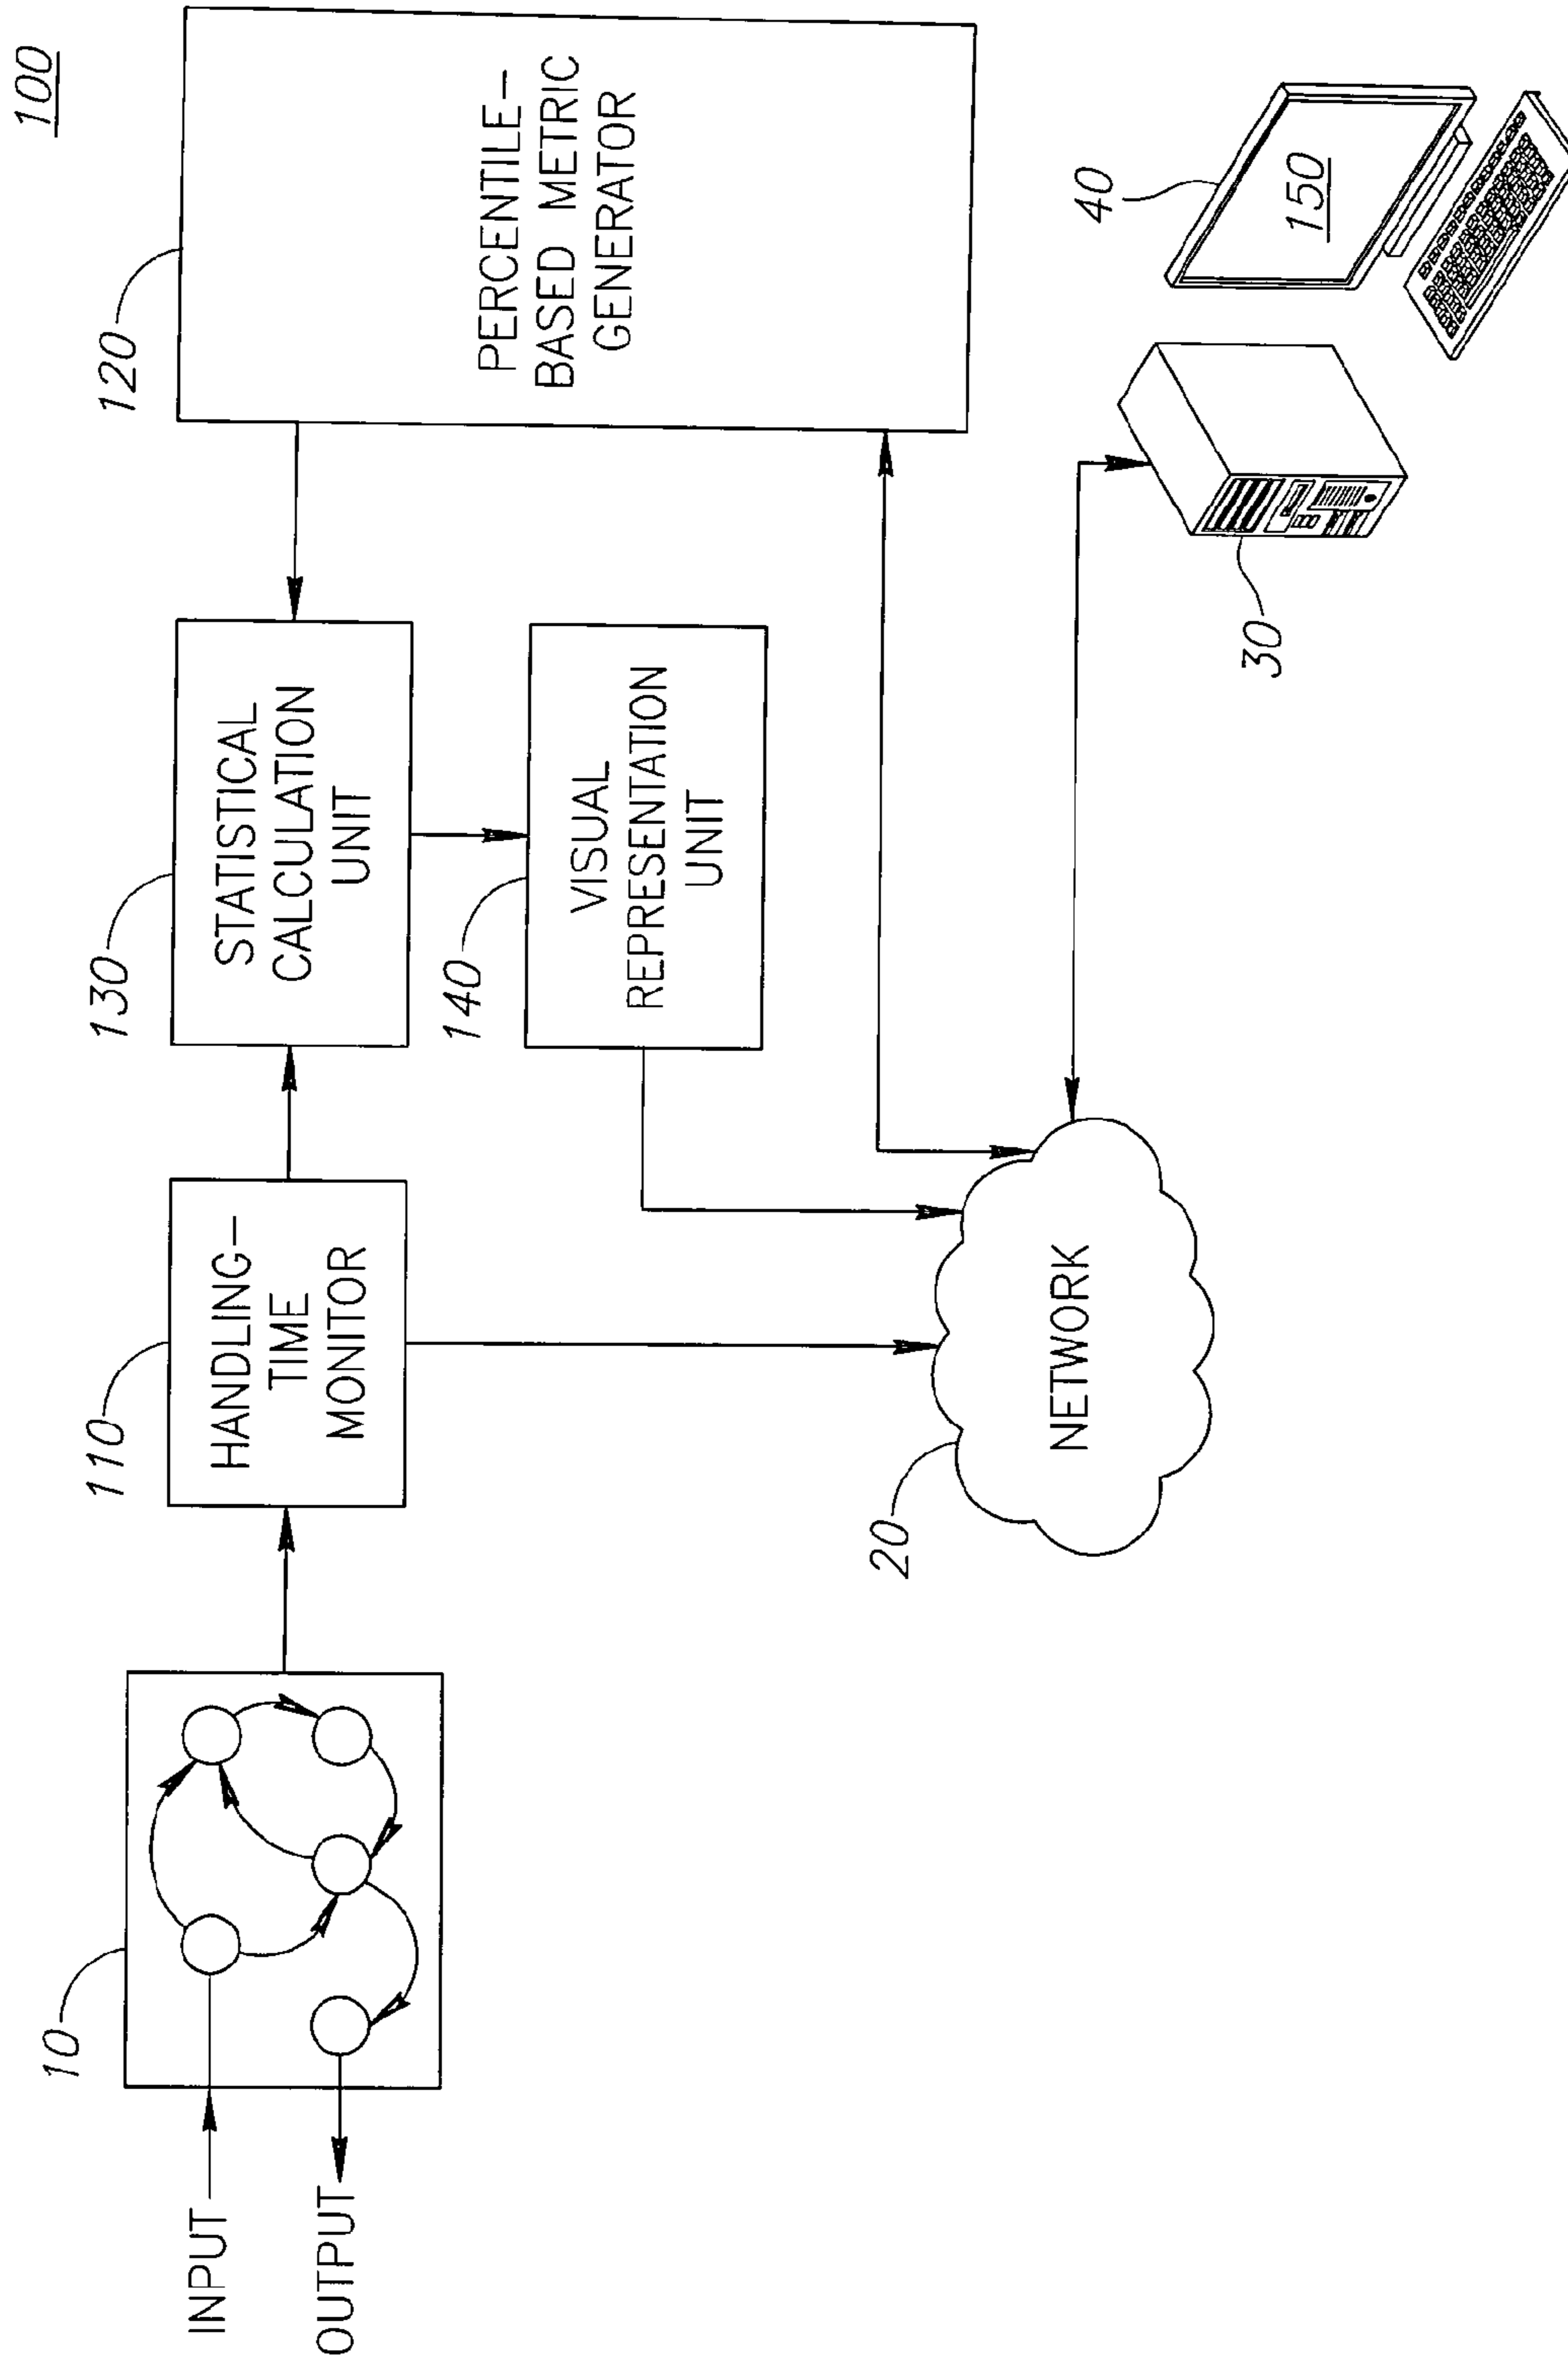 100
120
PERCENTILE-
BASED METRIC
GENERATOR
130
STATISTICAL
CALCULATION
UNIT
140
VISUAL
REPRESENTATION
UNIT
110
HANDLING-
TIME
MONITOR
10
INPUT
OUTPUT
20
NETWORK
30
40
150